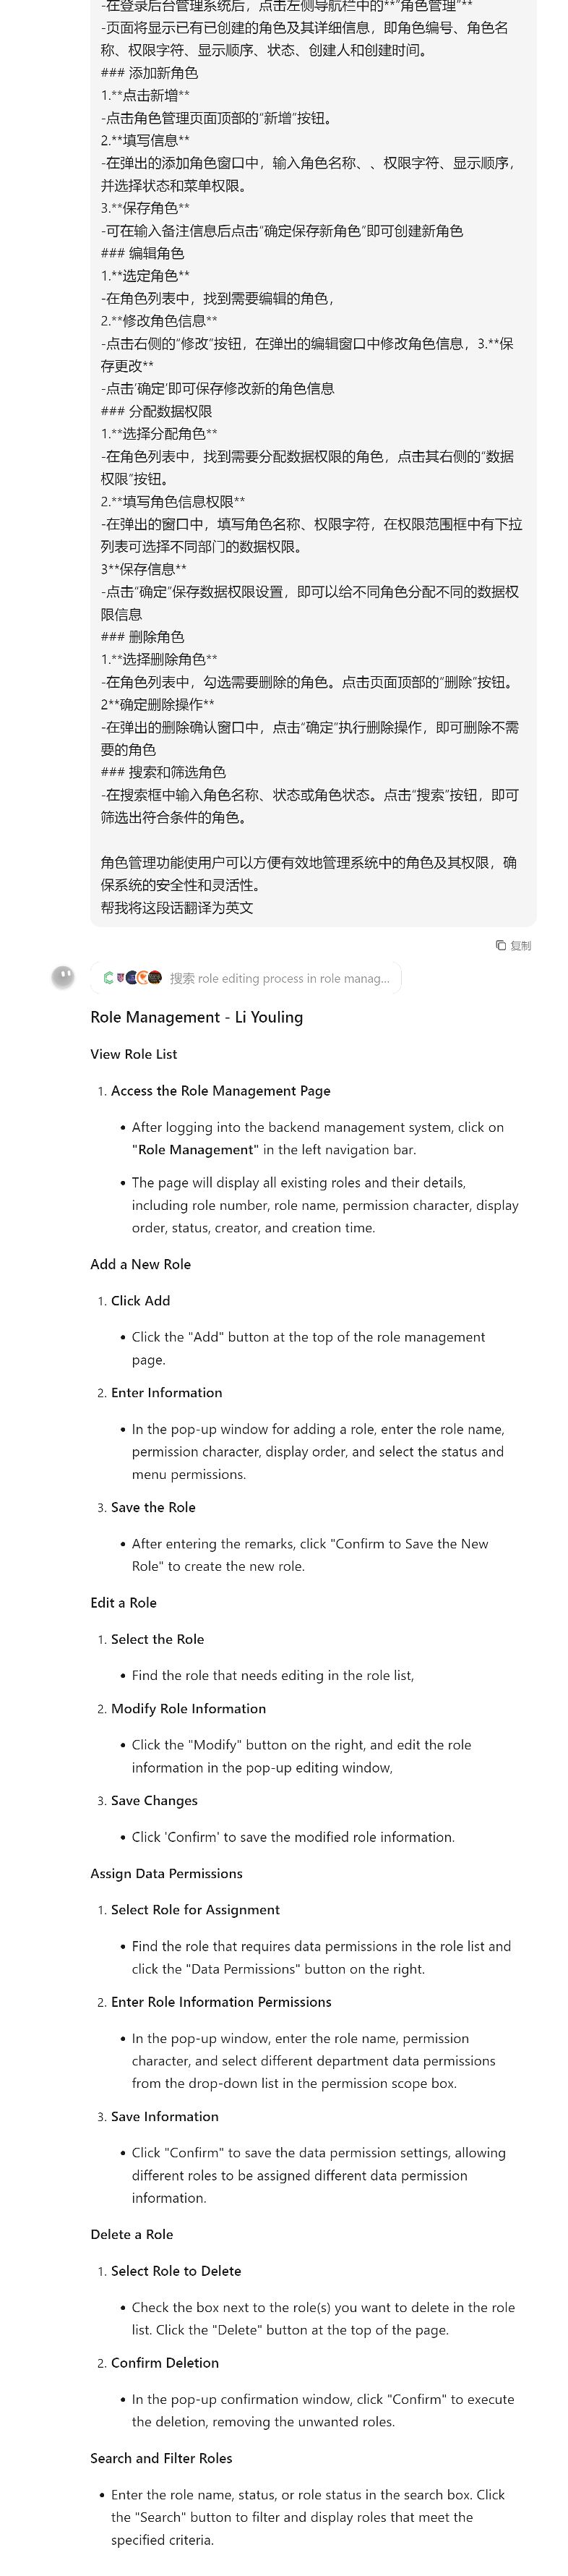 -在登录后台管理系统后，点击左侧导航栏中的**”角色管理”**
-页面将显示已有已创建的角色及其详细信息，即角色编号、角色名
称、权限字符、显示顺序、状态、创建人和创建时间。
### 添加新角色
1.**点击新增**
-点击角色管理页面顶部的“新增”按钮。
2.**填写信息**
-在弹出的添加角色窗口中，输入角色名称、、权限字符、显示顺序，
并选择状态和菜单权限。
3.**保存角色**
-可在输入备注信息后点击“确定保存新角色”即可创建新角色
### 编辑角色
1.**选定角色**
-在角色列表中，找到需要编辑的角色，
2.**修改角色信息**
-点击右侧的“修改”按钮，在弹出的编辑窗口中修改角色信息，3.**保
存更改**
-点击‘确定’即可保存修改新的角色信息
### 分配数据权限
1.**选择分配角色**
-在角色列表中，找到需要分配数据权限的角色，点击其右侧的“数据
权限”按钮。
2.**填写角色信息权限**
-在弹出的窗口中，填写角色名称、权限字符，在权限范围框中有下拉
列表可选择不同部门的数据权限。
3**保存信息**
-点击“确定”保存数据权限设置，即可以给不同角色分配不同的数据权
限信息
### 删除角色
1.**选择删除角色**
-在角色列表中，勾选需要删除的角色。点击页面顶部的“删除”按钮。
2**确定删除操作**
-在弹出的删除确认窗口中，点击“确定”执行删除操作，即可删除不需
要的角色
### 搜索和筛选角色
-在搜索框中输入角色名称、状态或角色状态。点击“搜索”按钮，即可
筛选出符合条件的角色。
角色管理功能使用户可以方便有效地管理系统中的角色及其权限，确
保系统的安全性和灵活性。
帮我将这段话翻译为英文
复制
搜索 role editing process in role manag...
Role Management - Li Youling
View Role List
1. Access the Role Management Page
• After logging into the backend management system, click on
"Role Management" in the left navigation bar.
• The page will display all existing roles and their details,
including role number, role name, permission character, display
order, status, creator, and creation time.
Add a New Role
1. Click Add
• Click the "Add" button at the top of the role management
page.
2. Enter Information
• In the pop-up window for adding a role, enter the role name,
permission character, display order, and select the status and
menu permissions.
3. Save the Role
• After entering the remarks, click "Confirm to Save the New
Role" to create the new role.
Edit a Role
1. Select the Role
• Find the role that needs editing in the role list,
2. Modify Role Information
• Click the "Modify" button on the right, and edit the role
information in the pop-up editing window,
3. Save Changes
• Click 'Confirm' to save the modified role information.
Assign Data Permissions
1. Select Role for Assignment
• Find the role that requires data permissions in the role list and
click the "Data Permissions" button on the right.
2. Enter Role Information Permissions
• In the pop-up window, enter the role name, permission
character, and select different department data permissions
from the drop-down list in the permission scope box.
3. Save Information
• Click "Confirm" to save the data permission settings, allowing
different roles to be assigned different data permission
information.
Delete a Role
1. Select Role to Delete
• Check the box next to the role(s) you want to delete in the role
list. Click the "Delete" button at the top of the page.
2. Confirm Deletion
• In the pop-up confirmation window, click "Confirm" to execute
the deletion, removing the unwanted roles.
Search and Filter Roles
• Enter the role name, status, or role status in the search box. Click
the "Search" button to filter and display roles that meet the
specified criteria.